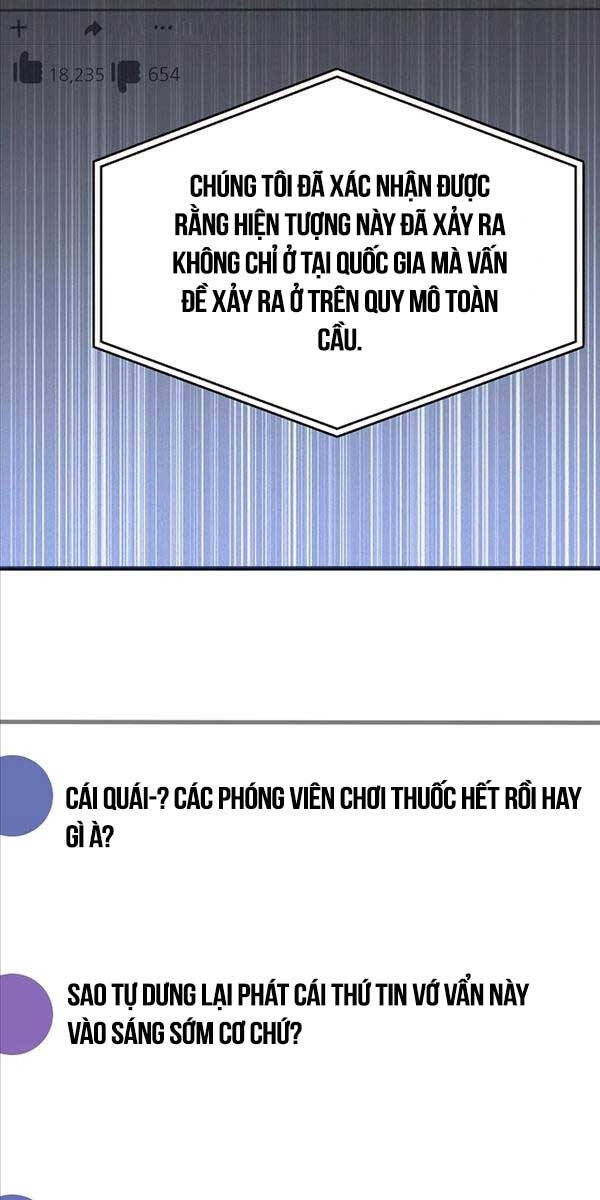 18,235 654
CHÚNG TÔI ĐÃ XÁC NHẬN ĐƯỢC
RẰNG HIỆN TƯỢNG NÀY ĐÃ XẢY RA
KHÔNG CHỈ Ở TẠI QUỐC GIA MÀ VẤN
ĐỀ XẢY RA Ở TRÊN QUY MÔ TOÀN
CẦU.
CÁI QUÁI-? CÁC PHÓNG VIÊN CHƠI THUỐC HẾT RỒI HAY
GÌ À?
SAO TỰ DƯNG LẠI PHÁT CÁI THỨ TIN VỚ VẨN NÀY
VÀO SÁNG SỚM CƠ CHỨ?